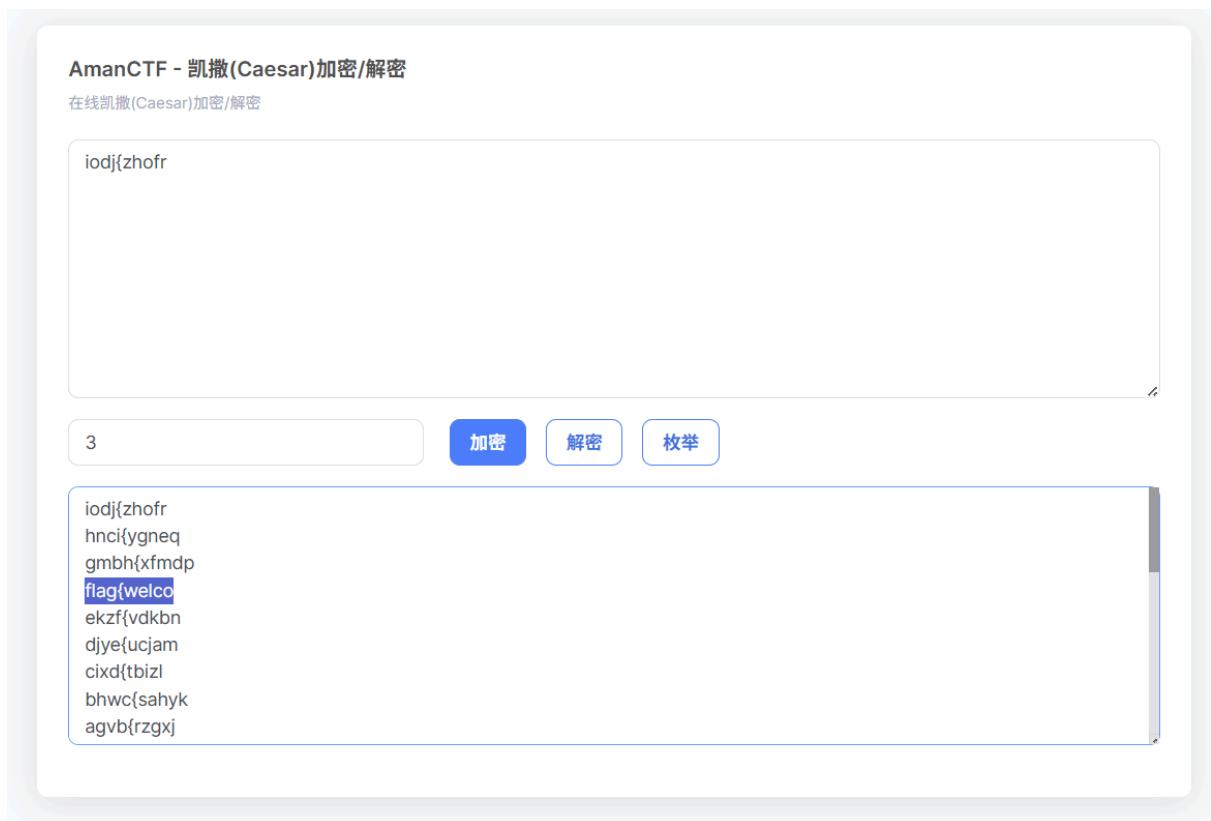 AmanCTF - 凯撒(Caesar)加密/解密
在线凯撒(Caesar)加密/解密
iodj{zhofr
3
加密
解密
枚举
iodj{zhofr
hnci{ygneq
gmbh{xfmdp
flag{welco
ekzf{vdkbn
djye{ucjam
cixd{tbizl
bhwc{sahyk
agvb{rzgxj